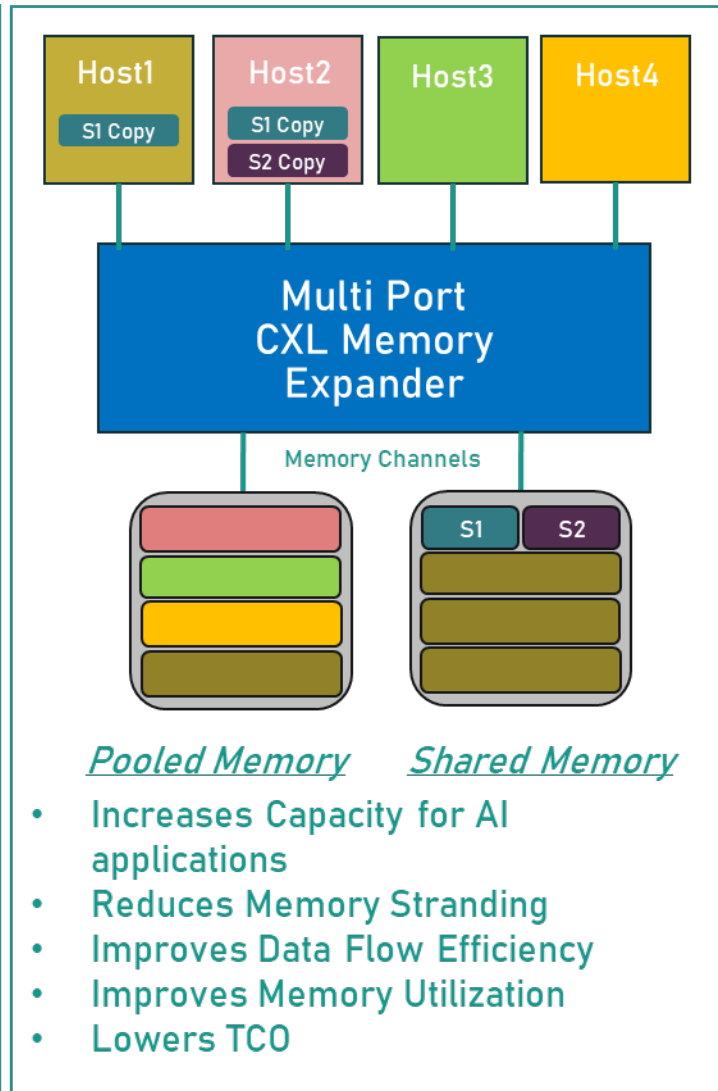 Host1
Host2
Host3
Host4
S1 Copy
S1 Copy
S2 Copy
Multi Port
CXL Memory
Expander
Memory Channels
S1
S2
Pooled Memory
Shared Memory
• Increases Capacity for AI
applications
• Reduces Memory Stranding
• Improves Data Flow Efficiency
• Improves Memory Utilization
• Lowers TCO